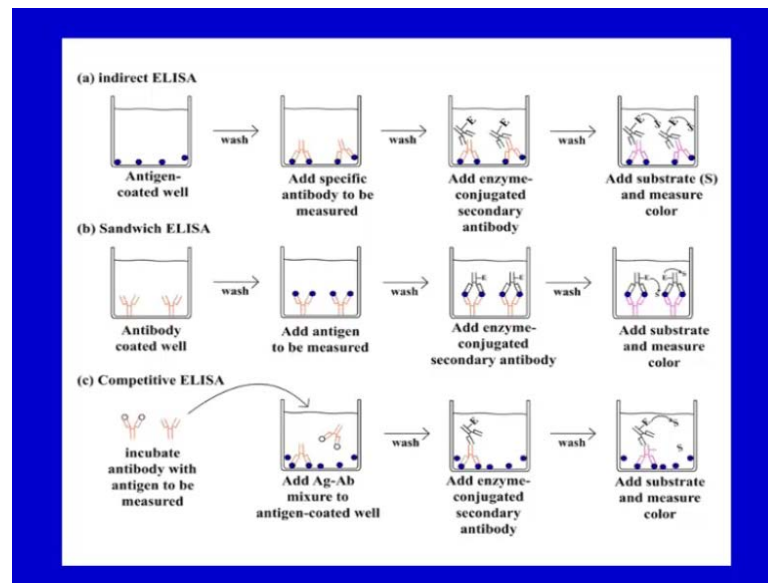 (a) indirect ELISA
wash
wash
wash
Antigen-
coated well
Add specific
antibody to be
measured
Add enzyme-
conjugated
secondary
antibody
Add substrate (S)
and measure
color
E
E
S
S
(b) Sandwich ELISA
wash
wash
wash
Antibody
coated well
Add antigen
to be measured
Add enzyme-
conjugated
secondary antibody
Add substrate
and measure
color
E
E
E
E
S
S
(c) Competitive ELISA
wash
wash
incubate
antibody with
antigen to be
measured
Add Ag-Ab
mixure to
antigen-coated well
Add enzyme-
conjugated
secondary
antibody
Add substrate
and measure
color
S
S